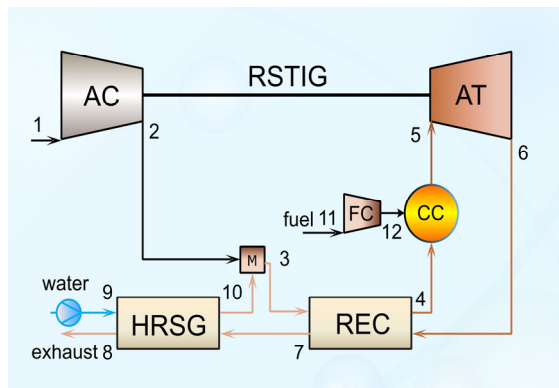 RSTIG
AC
AT
1
2
5
6
fuel 11
FC
12
CC
M
3
water
9
10
4
HRSG
REC
exhaust 8
7